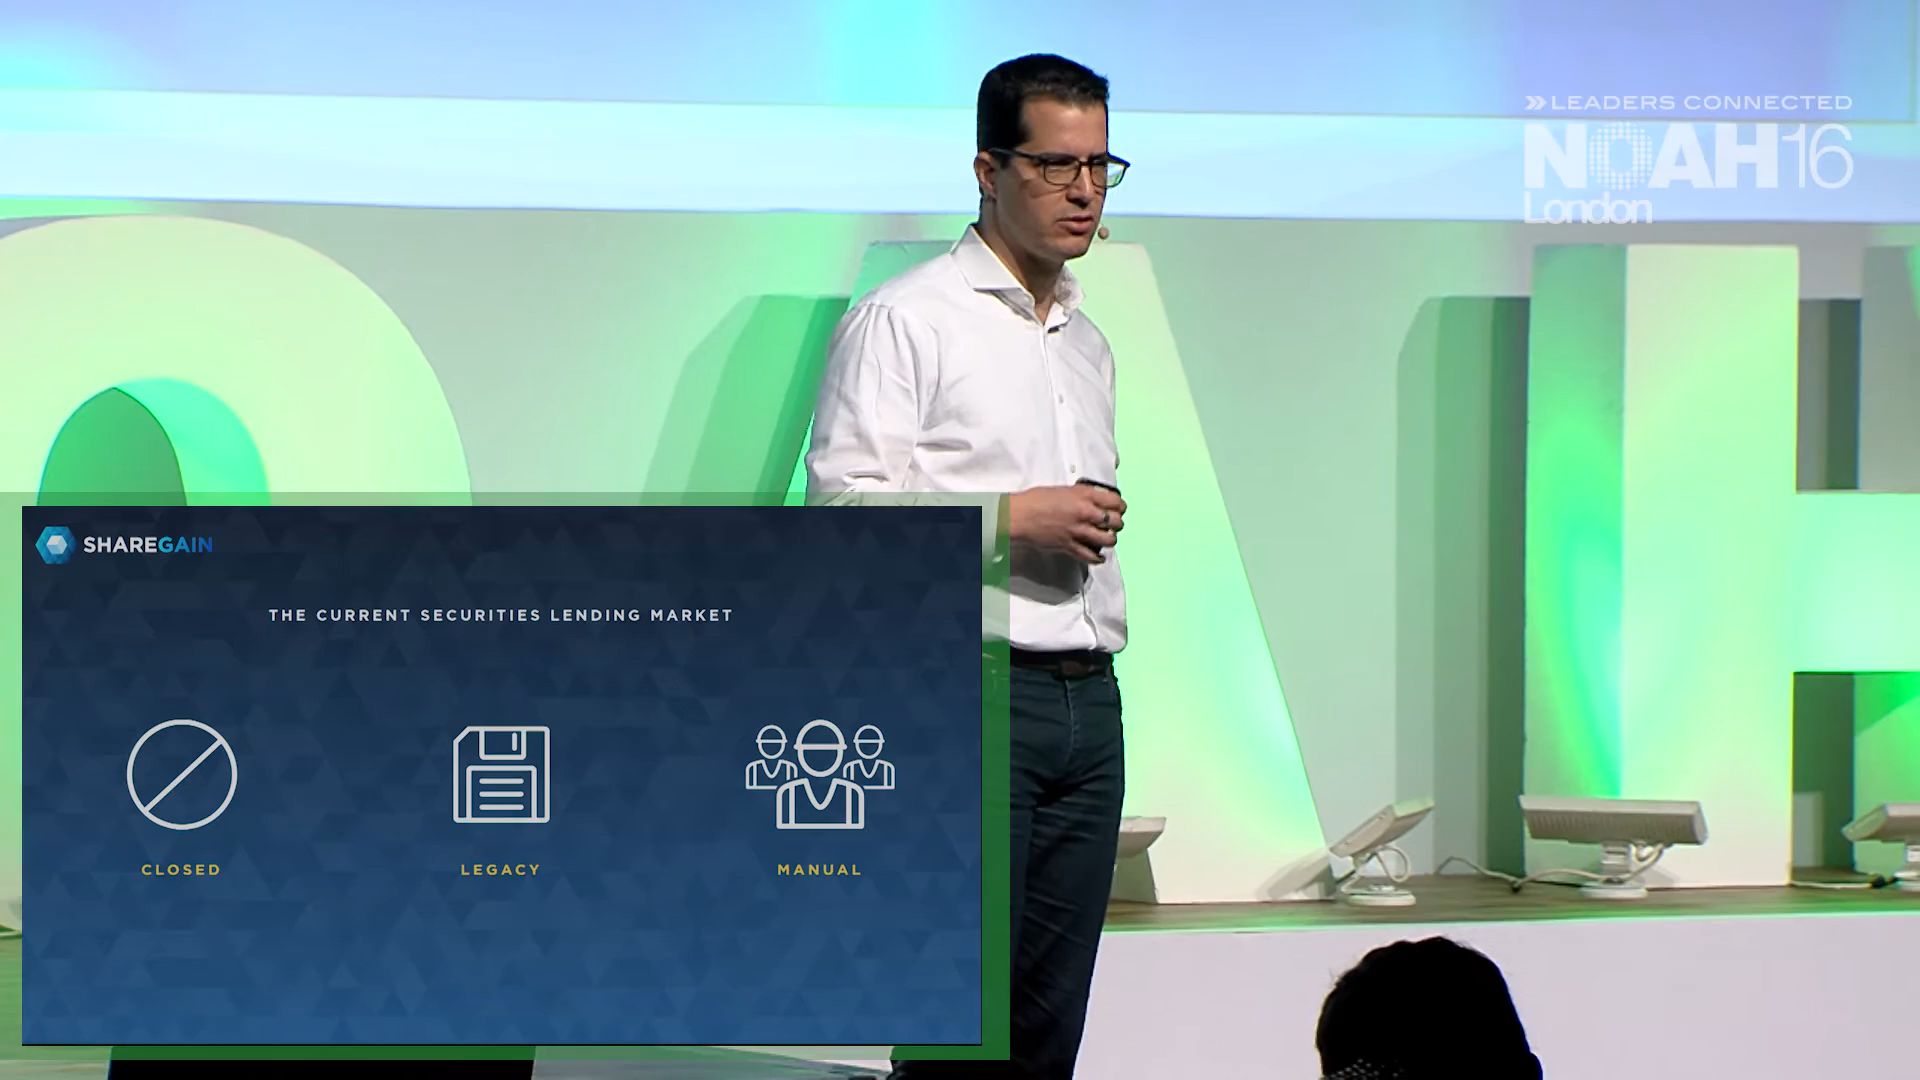 LEADERS CONNECTED
NOAH16
London
SHAREGAIN
THE CURRENT SECURITIES LENDING MARKET
CLOSED
LEGACY
MANUAL